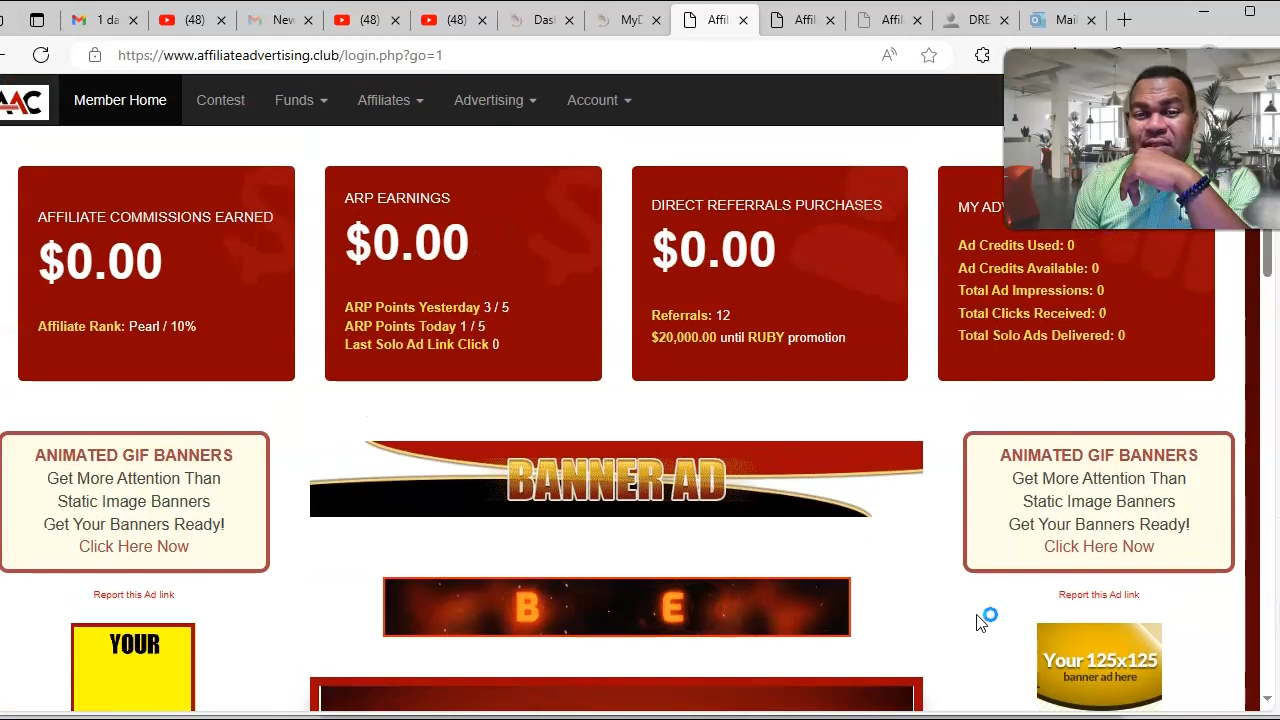 1 da
(48)
New
(48)
(48)
Das
MyD
Affil
Affil
Affil
DRE
Mai
https://www.affiliateadvertising.club/login.php?go=1
Member Home
Contest
Funds
Affiliates
Advertising
Account
AFFILIATE COMMISSIONS EARNED
$0.00
Affiliate Rank: Pearl / 10%
ARP EARNINGS
$0.00
ARP Points Yesterday 3 / 5
ARP Points Today 1 / 5
Last Solo Ad Link Click 0
DIRECT REFERRALS PURCHASES
$0.00
Referrals: 12
$20,000.00 until RUBY promotion
MY AD
Ad Credits Used: 0
Ad Credits Available: 0
Total Ad Impressions: 0
Total Clicks Received: 0
Total Solo Ads Delivered: 0
ANIMATED GIF BANNERS
Get More Attention Than
Static Image Banners
Get Your Banners Ready!
Click Here Now
Report this Ad link
YOUR
BANNER AD
B E
ANIMATED GIF BANNERS
Get More Attention Than
Static Image Banners
Get Your Banners Ready!
Click Here Now
Report this Ad link
Your 125x125
banner ad here